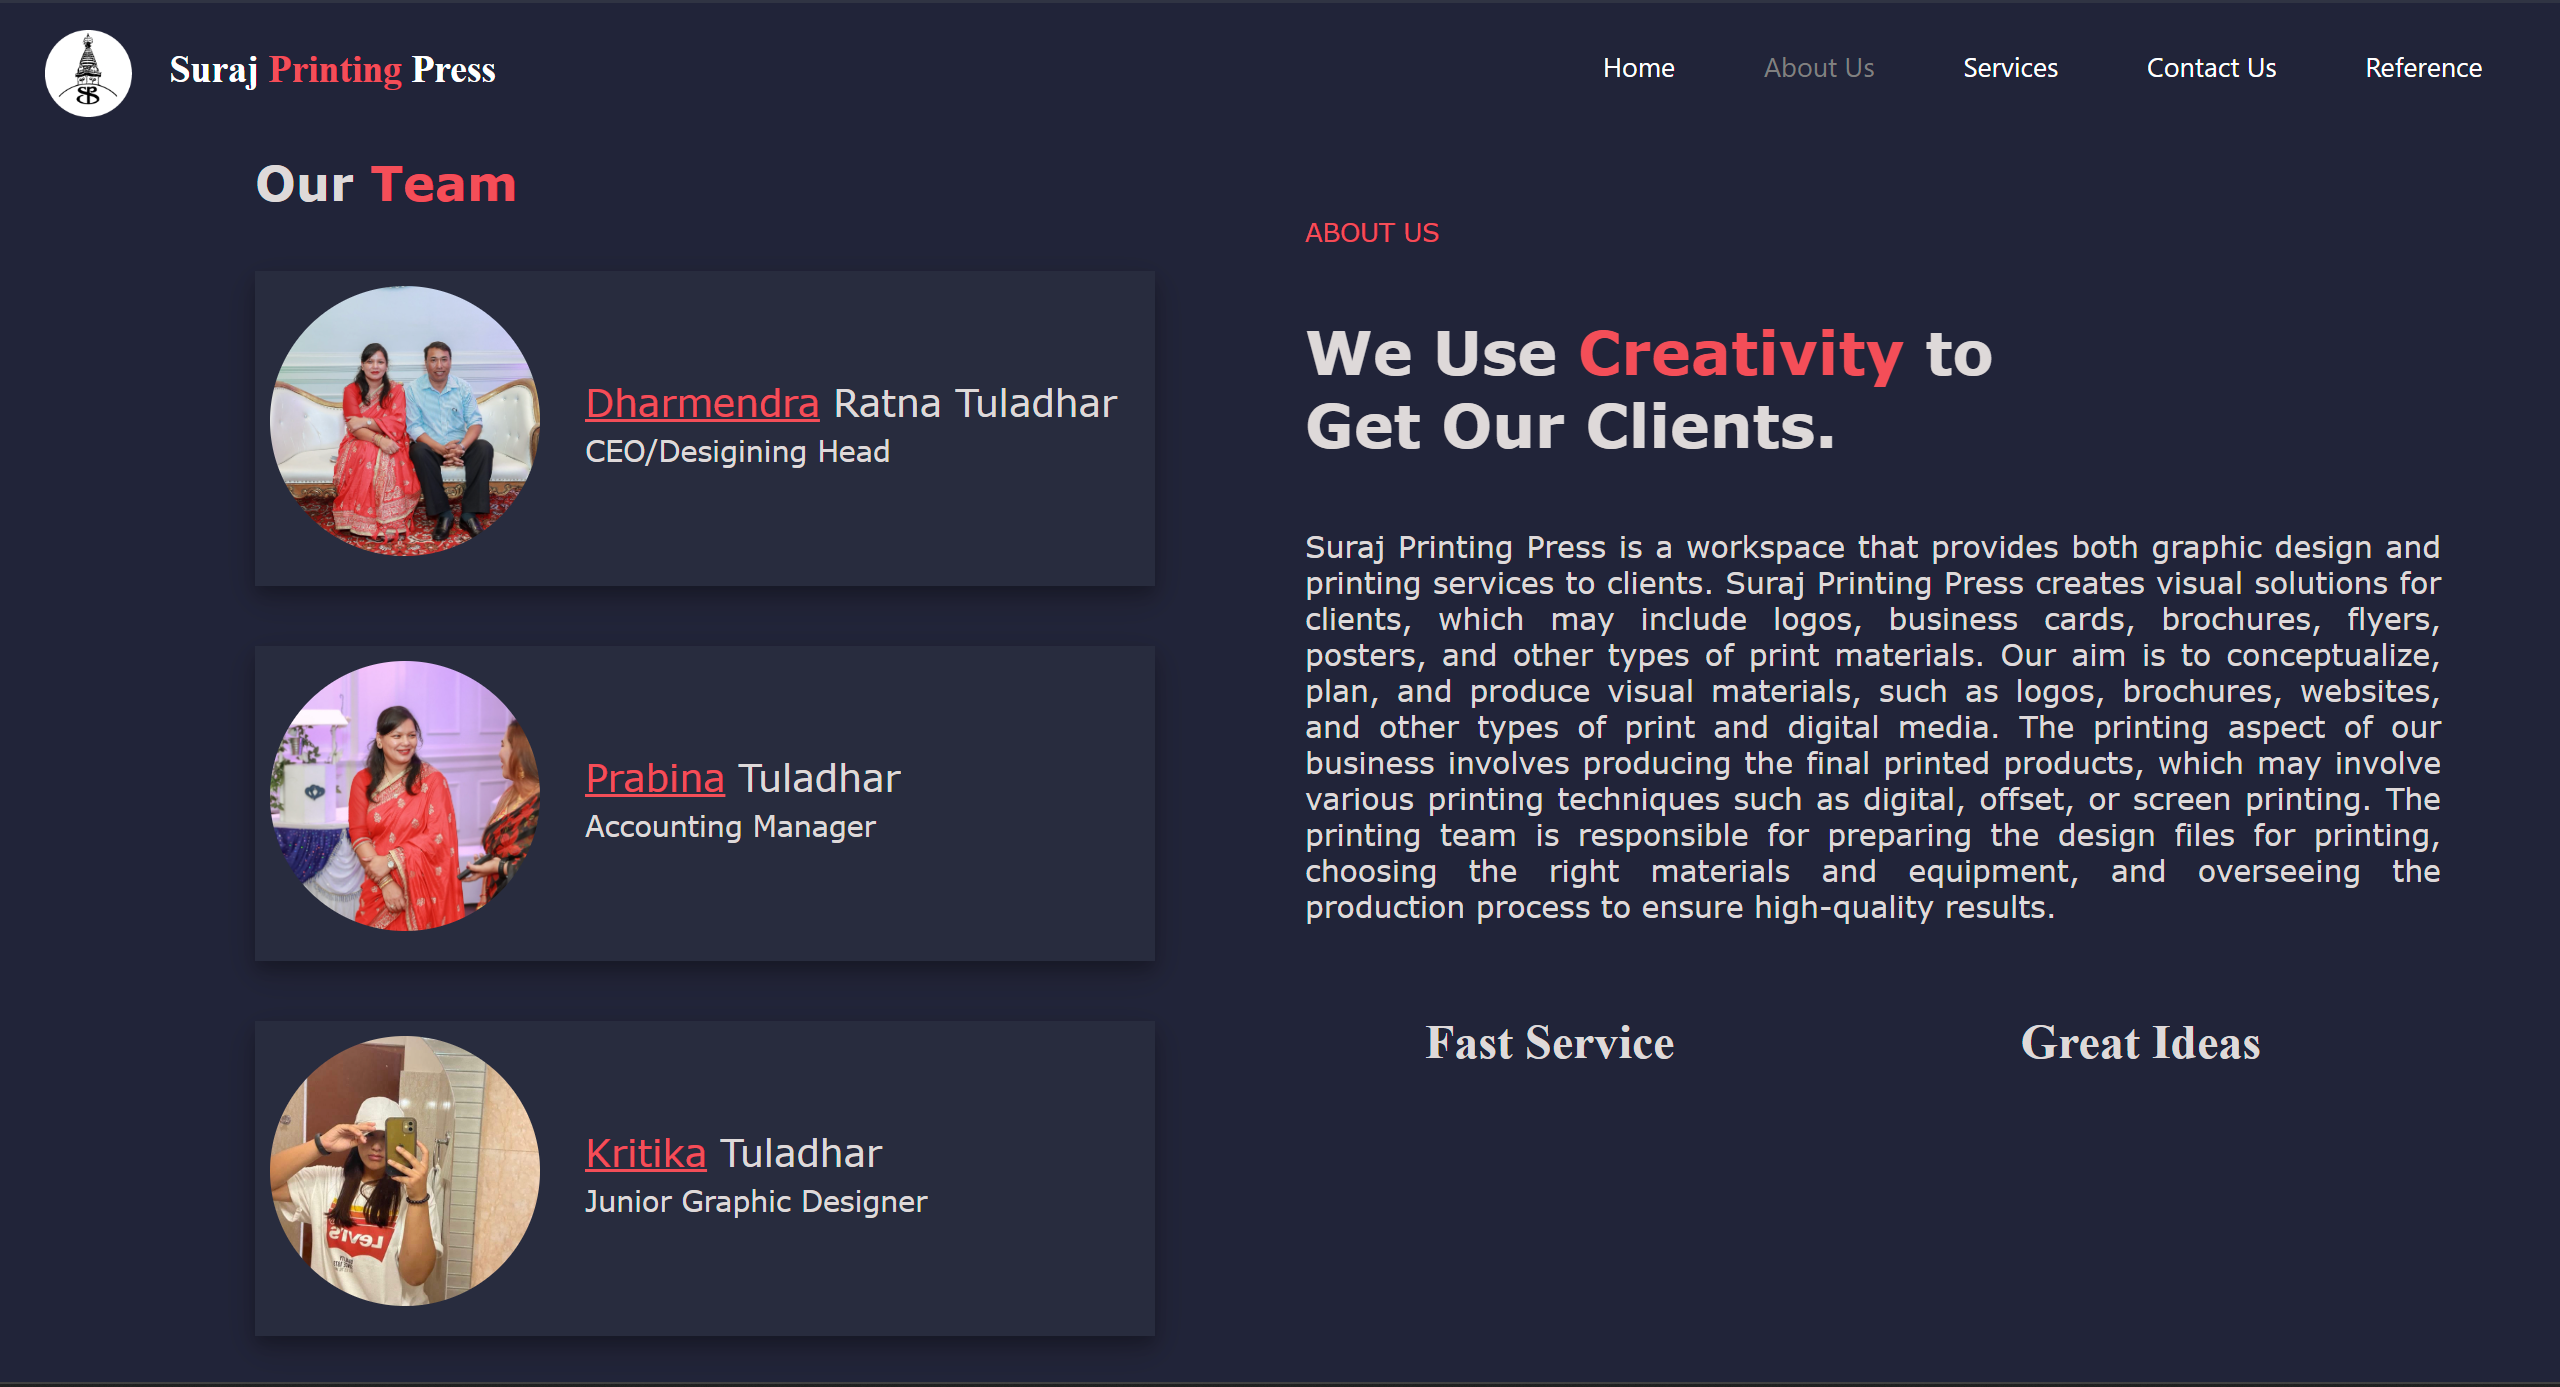 Suraj Printing Press
Home
About Us
Services
Contact Us
Reference
Our Team
Dharmendra Ratna Tuladhar
CEO/Desigining Head
Prabina Tuladhar
Accounting Manager
Kritika Tuladhar
Junior Graphic Designer
Levi's
ABOUT US
We Use Creativity to
Get Our Clients.
Suraj Printing Press is a workspace that provides both graphic design and
printing services to clients. Suraj Printing Press creates visual solutions for
clients, which may include logos, business cards, brochures, flyers,
posters, and other types of print materials. Our aim is to conceptualize,
plan, and produce visual materials, such as logos, brochures, websites,
and other types of print and digital media. The printing aspect of our
business involves producing the final printed products, which may involve
various printing techniques such as digital, offset, or screen printing. The
printing team is responsible for preparing the design files for printing,
choosing the right materials and equipment, and overseeing the
production process to ensure high-quality results.
Fast Service
Great Ideas